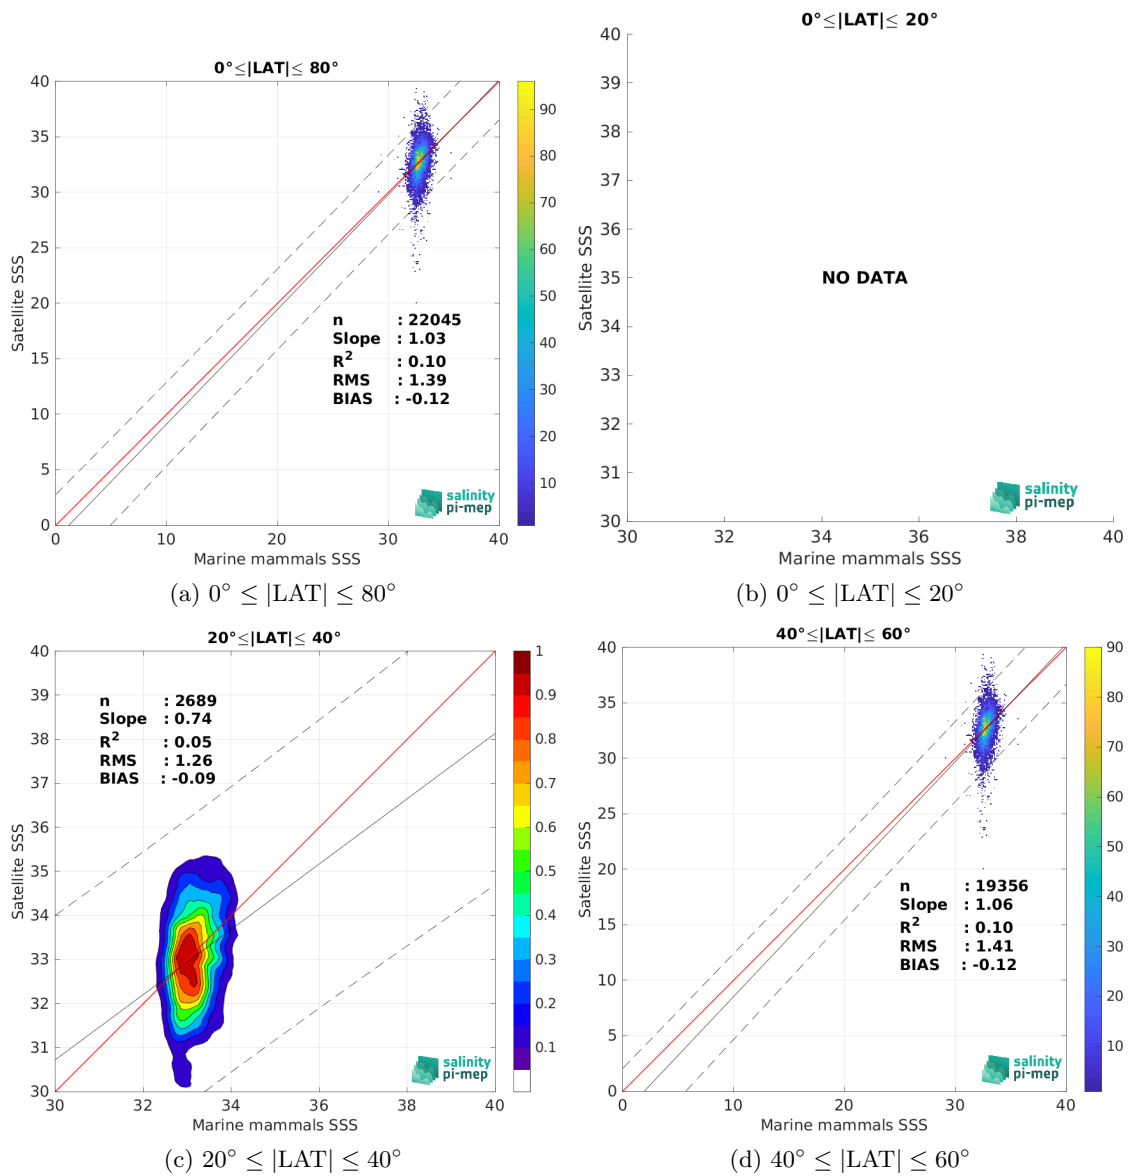 0°≤|LAT|≤ 80°
40
35
30
25
20
15
10
5
0
Satellite SSS
0
10
20
30
40
Marine mammals SSS
90
80
70
60
50
40
30
20
10
n : 22045
Slope : 1.03
R² : 0.10
RMS : 1.39
BIAS : -0.12
salinity
pi-mep
(a) 0° ≤ |LAT| ≤ 80°
0°≤|LAT|≤ 20°
40
39
38
37
36
35
34
33
32
31
30
Satellite SSS
NO DATA
30
32
34
36
38
40
Marine mammals SSS
salinity
pi-mep
(b) 0° ≤ |LAT| ≤ 20°
20°≤|LAT|≤ 40°
40
39
38
37
36
35
34
33
32
31
30
Satellite SSS
n : 2689
Slope : 0.74
R² : 0.05
RMS : 1.26
BIAS : -0.09
30
32
34
36
38
40
Marine mammals SSS
1
0.9
0.8
0.7
0.6
0.5
0.4
0.3
0.2
0.1
salinity
pi-mep
(c) 20° ≤ |LAT| ≤ 40°
40°≤|LAT|≤ 60°
40
35
30
25
20
15
10
5
0
Satellite SSS
n : 19356
Slope : 1.06
R² : 0.10
RMS : 1.41
BIAS : -0.12
0
10
20
30
40
Marine mammals SSS
90
80
70
60
50
40
30
20
10
salinity
pi-mep
(d) 40° ≤ |LAT| ≤ 60°